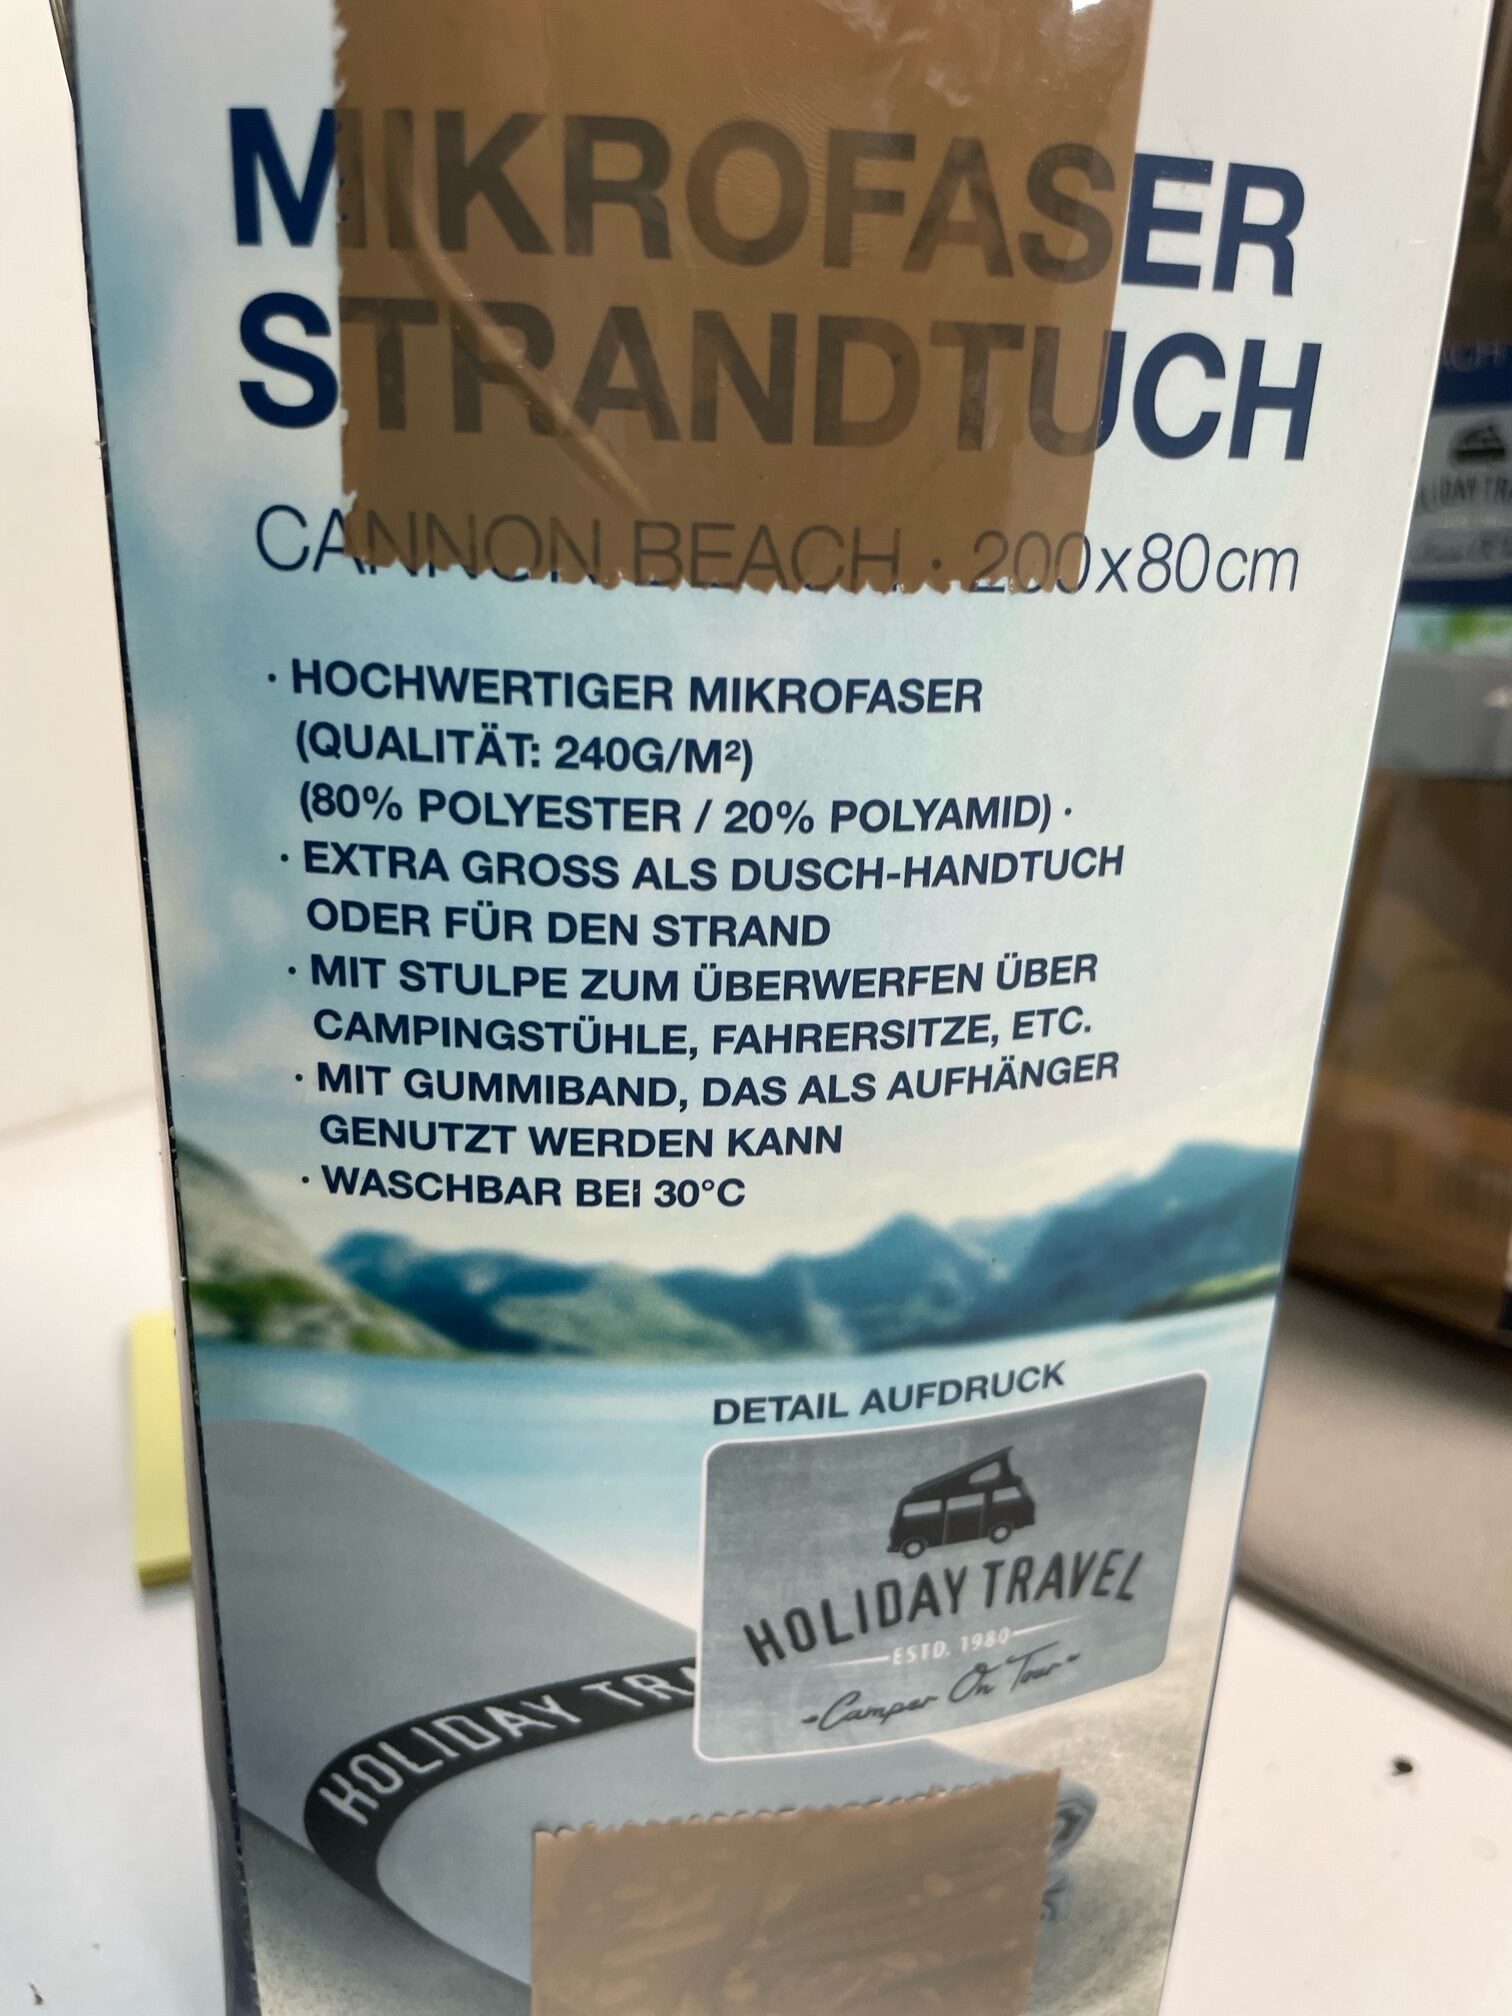 MIKROFASER
STRANDTUCH
CANNON BEACH · 200x80cm
· HOCHWERTIGER MIKROFASER
(QUALITÄT: 240G/M²)
(80% POLYESTER / 20% POLYAMID) ·
· EXTRA GROSS ALS DUSCH-HANDTUCH
ODER FÜR DEN STRAND
· MIT STULPE ZUM ÜBERWERFEN ÜBER
CAMPINGSTÜHLE, FAHRERSITZE, ETC.
· MIT GUMMIBAND, DAS ALS AUFHÄNGER
GENUTZT WERDEN KANN
· WASCHBAR BEI 30°C
DETAIL AUFDRUCK
HOLIDAY TRAVEL
ESTD. 1980
Camper On Tour
HOLIDAY TRA